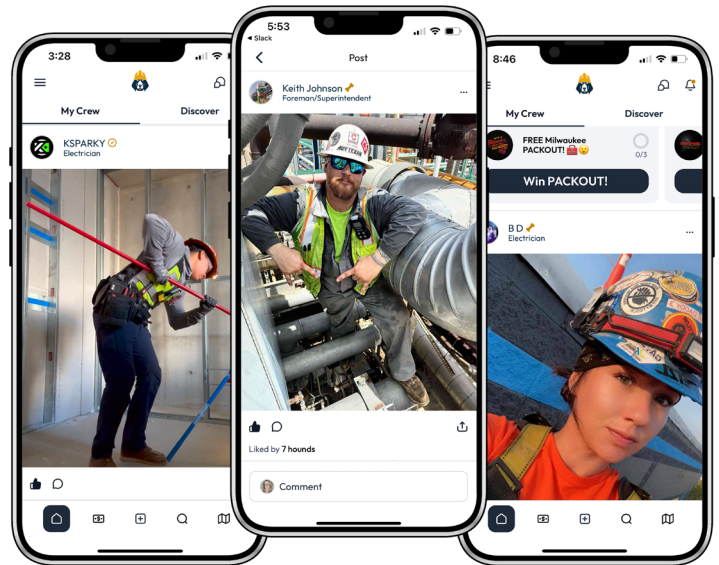 3:28
My Crew
Discover
KSPARKY
Electrician
5:53
Slack
Post
Keith Johnson
Foreman/Superintendent
Liked by 7 hounds
Comment
8:46
My Crew
Discover
FREE Milwaukee
PACKOUT!
0/3
Win PACKOUT!
B D
Electrician